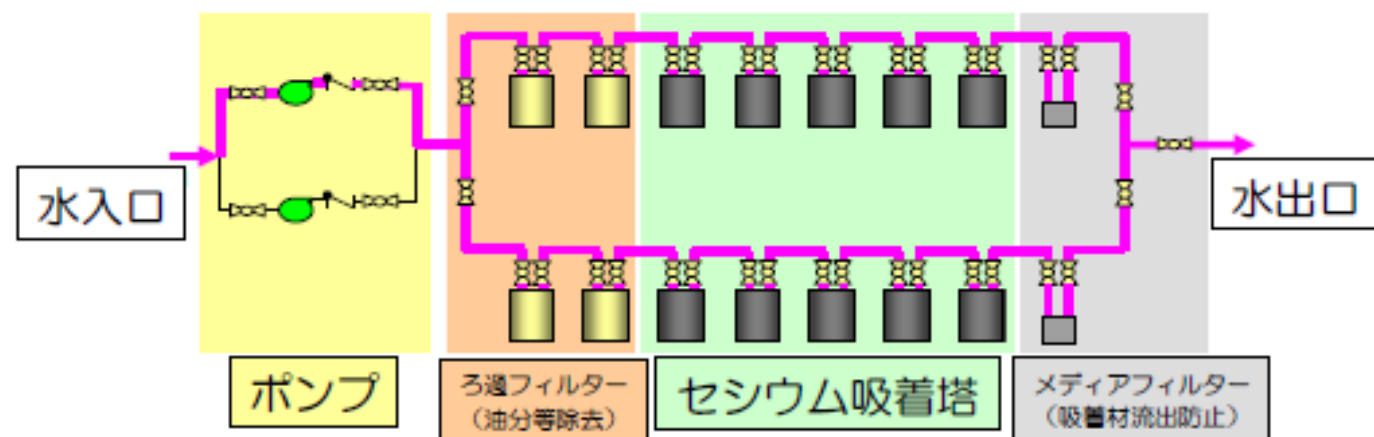 水入口
水出口
ポンプ
ろ過フィルター
（油分等除去）
セシウム吸着塔
メディアフィルター
（吸着材流出防止）